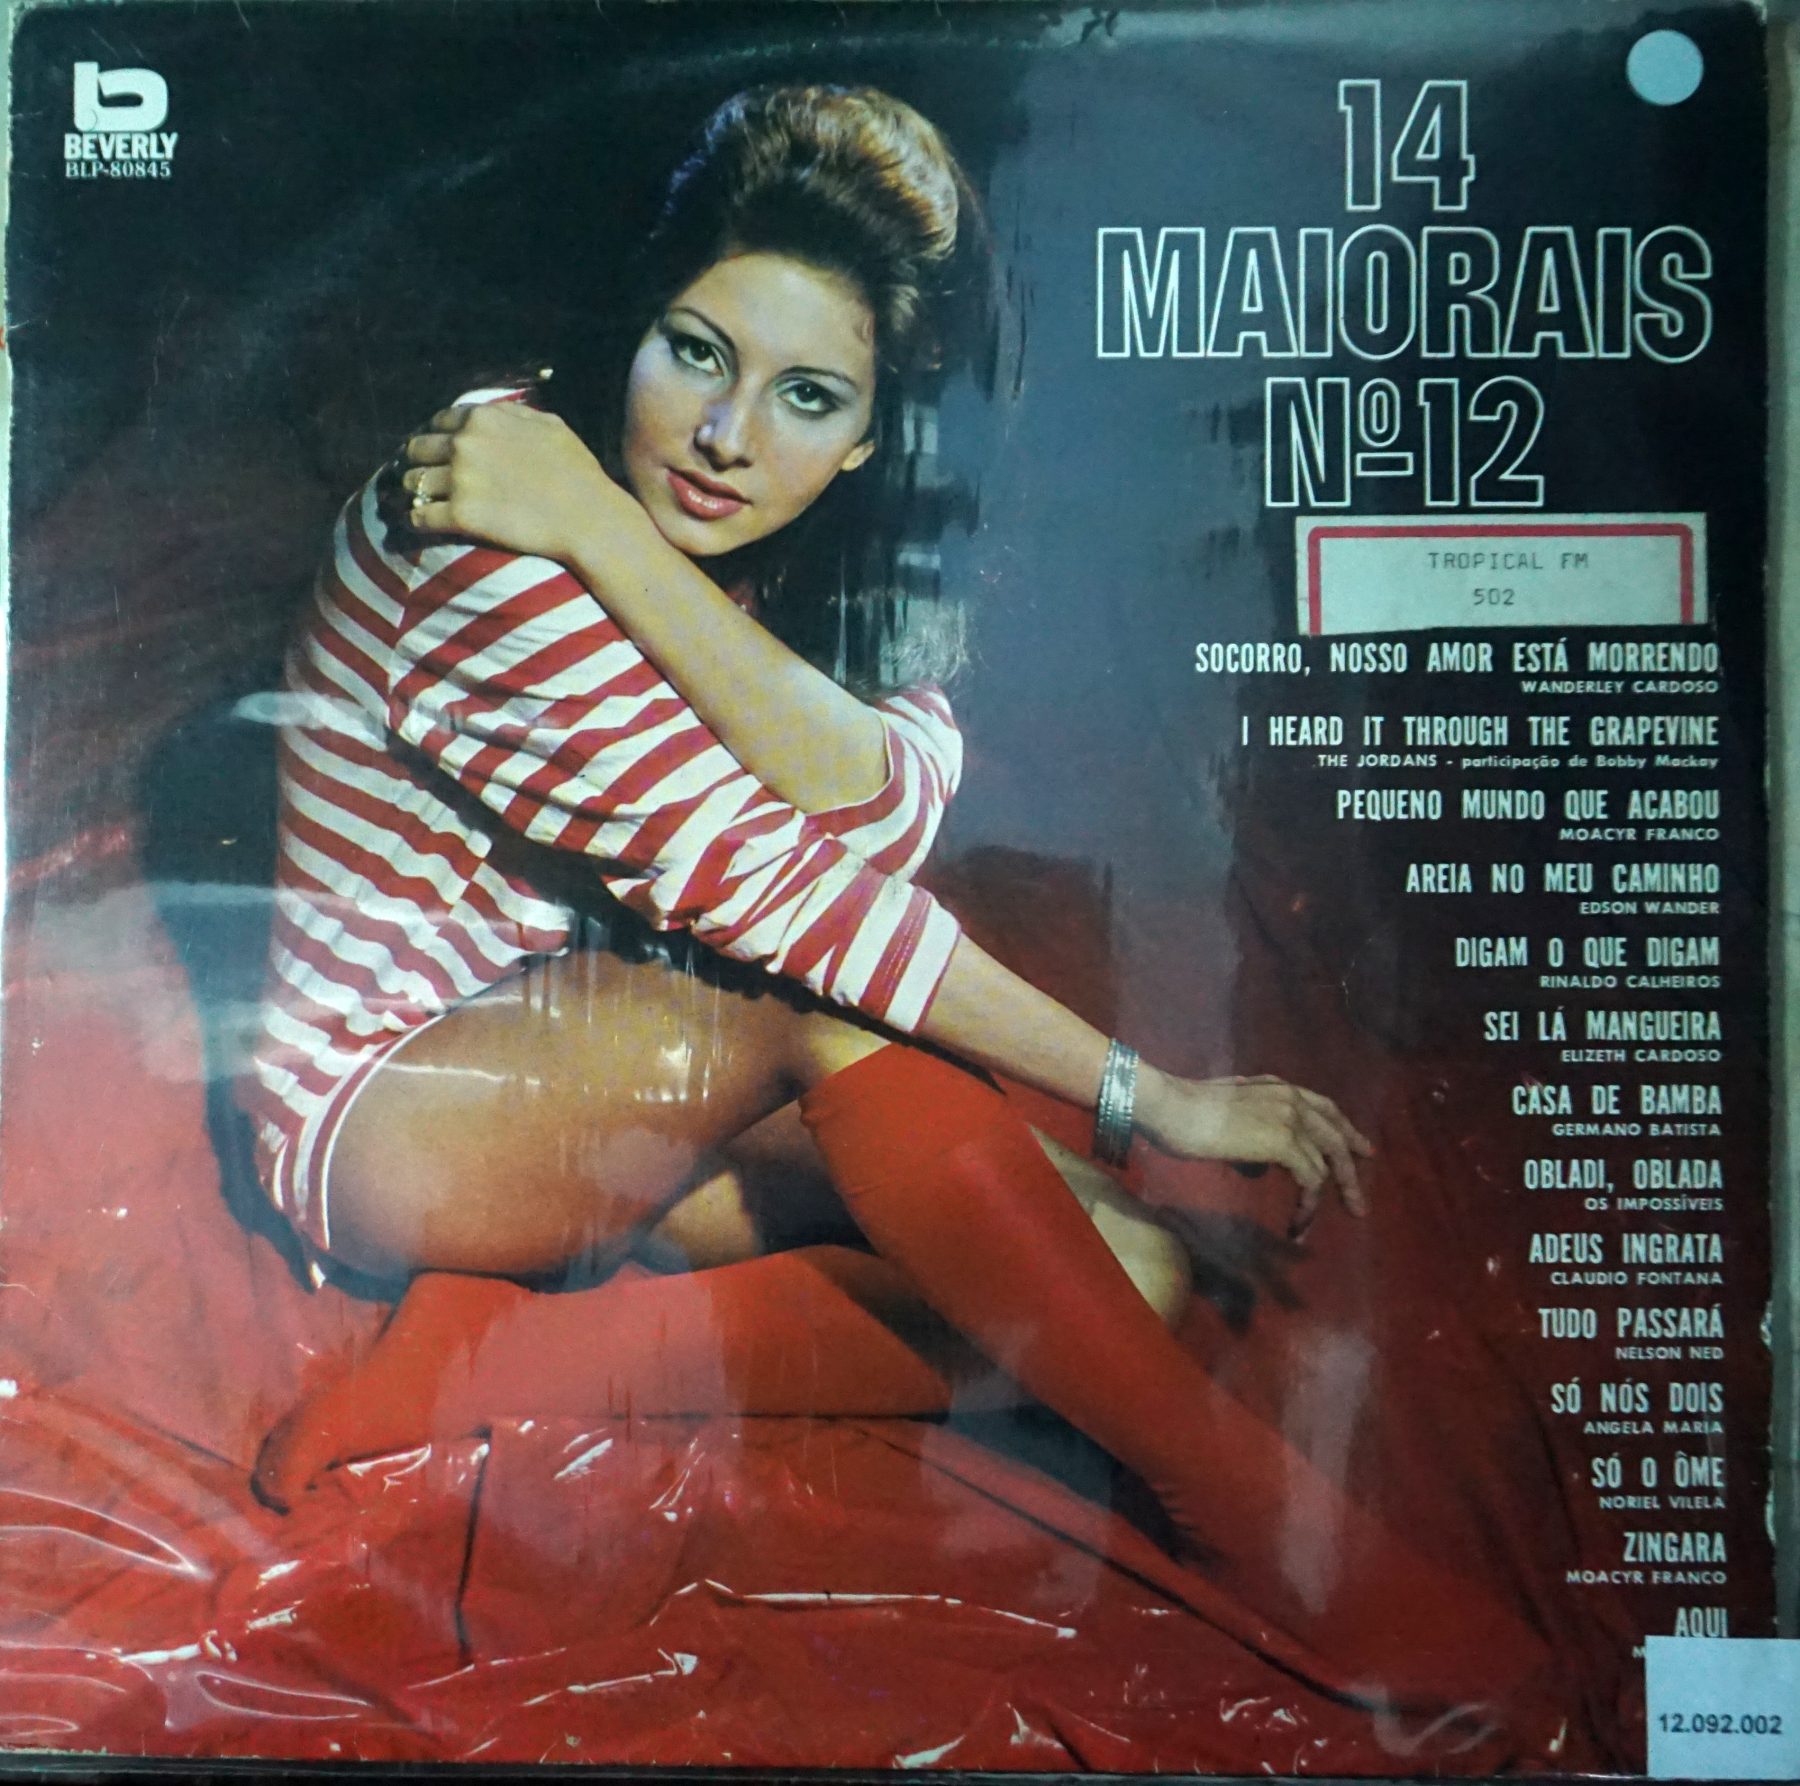 b
BEVERLY
BLP-80845
14
MAIORAIS
Nº 12
TROPICAL FM
502
SOCORRO, NOSSO AMOR ESTÁ MORRENDO
WANDERLEY CARDOSO
I HEARD IT THROUGH THE GRAPEVINE
THE JORDANS - participação de Bobby Mackay
PEQUENO MUNDO QUE ACABOU
MOACYR FRANCO
AREIA NO MEU CAMINHO
EDSON WANDER
DIGAM O QUE DIGAM
RINALDO CALHEIROS
SEI LÁ MANGUEIRA
ELIZETH CARDOSO
CASA DE BAMBA
GERMANO BATISTA
OBLADI, OBLADA
OS IMPOSSÍVEIS
ADEUS INGRATA
CLAUDIO FONTANA
TUDO PASSARÁ
NELSON NED
SÓ NÓS DOIS
ANGELA MARIA
SÓ O ÔME
NORIEL VILELA
ZINGARA
MOACYR FRANCO
AQUI
12.092.002